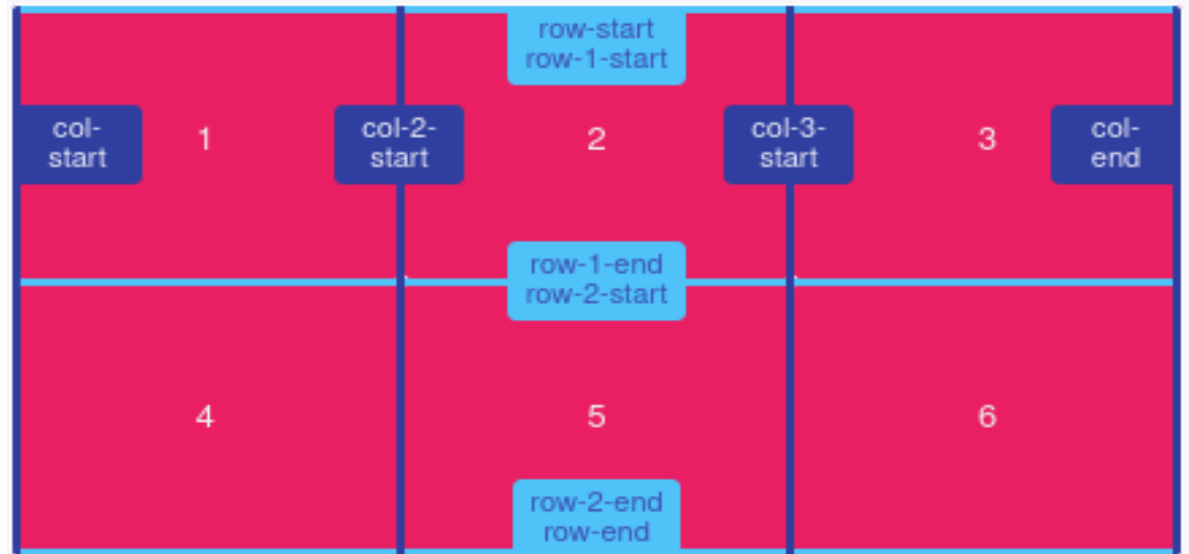 row-start
row-1-start
col-
start
1
col-2-
start
2
col-3-
start
3
col-
end
row-1-end
row-2-start
4
5
6
row-2-end
row-end